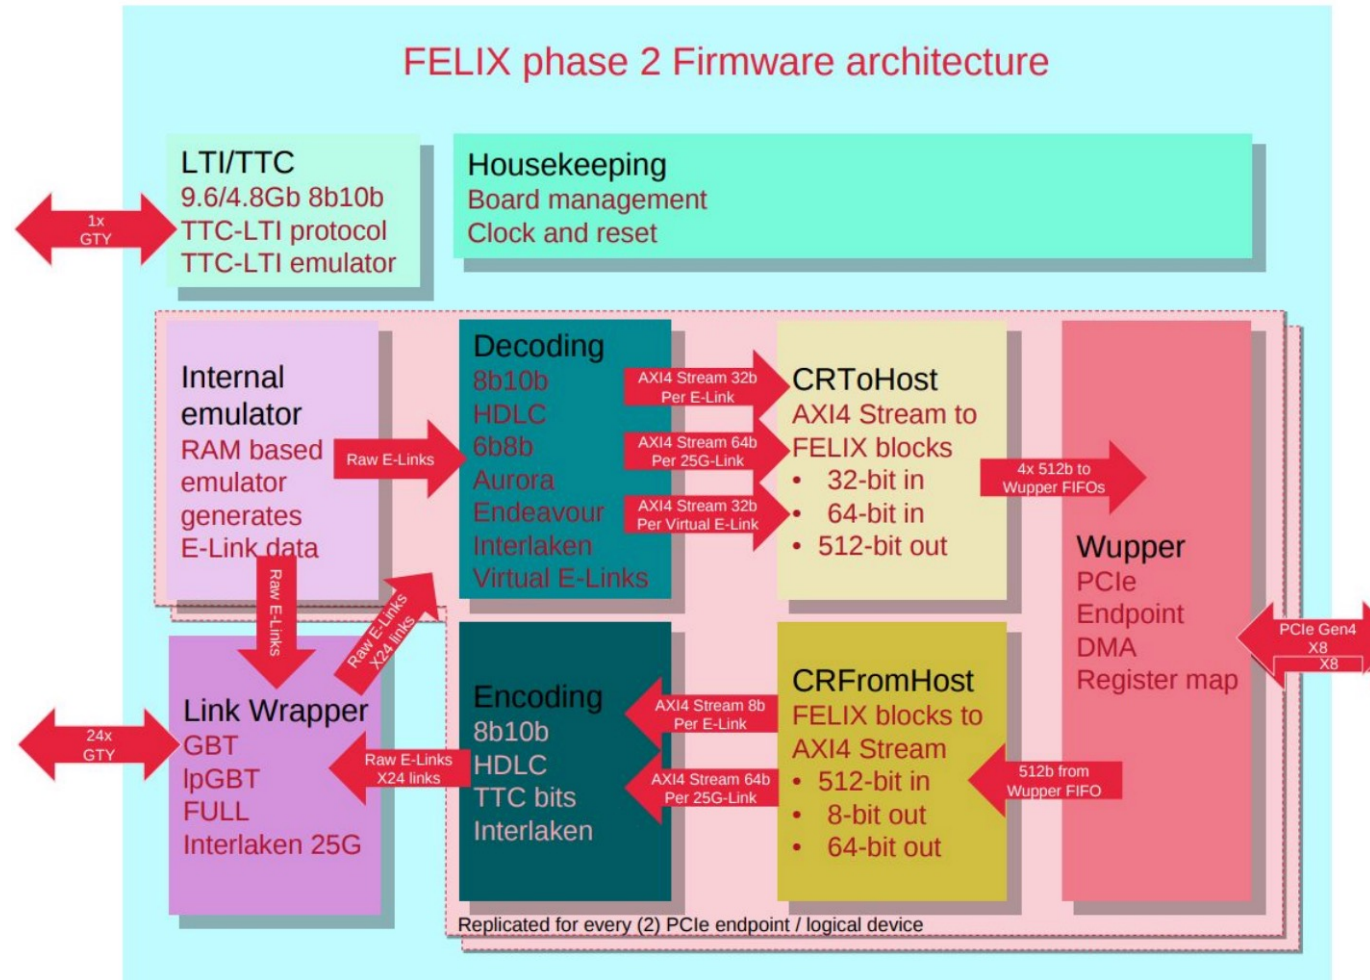 FELIX phase 2 Firmware architecture
LTI/TTC
9.6/4.8Gb 8b10b
TTC-LTI protocol
TTC-LTI emulator
Housekeeping
Board management
Clock and reset
1x
GTY
Internal
emulator
RAM based
emulator
generates
E-Link data
Raw E-Links
Decoding
8b10b
HDLC
6b8b
Aurora
Endeavour
Interlaken
Virtual E-Links
AXI4 Stream 32b
Per E-Link
AXI4 Stream 64b
Per 25G-Link
AXI4 Stream 32b
Per Virtual E-Link
CRToHost
AXI4 Stream to
FELIX blocks
• 32-bit in
• 64-bit in
• 512-bit out
4x 512b to
Wupper FIFOs
Wupper
PCIe
Endpoint
DMA
Register map
PCIe Gen4
X8
X8
Raw E-Links
Raw E-Links
X24 links
Link Wrapper
GBT
lpGBT
FULL
Interlaken 25G
24x
GTY
Raw E-Links
X24 links
Encoding
8b10b
HDLC
TTC bits
Interlaken
AXI4 Stream 8b
Per E-Link
AXI4 Stream 64b
Per 25G-Link
CRFromHost
FELIX blocks to
AXI4 Stream
• 512-bit in
• 8-bit out
• 64-bit out
512b from
Wupper FIFO
Replicated for every (2) PCIe endpoint / logical device